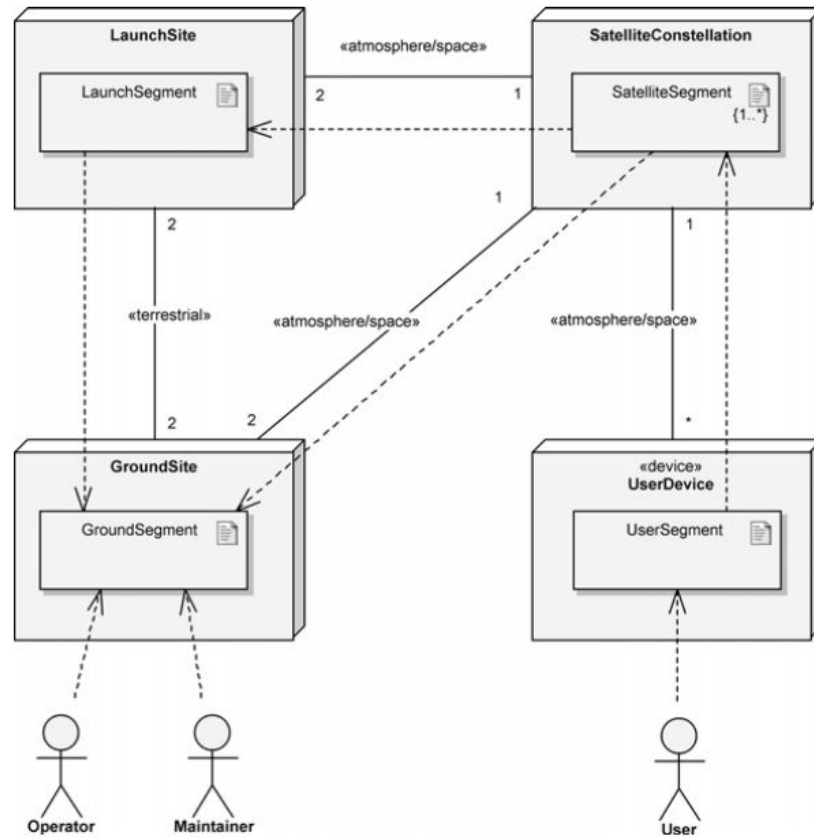 LaunchSite
LaunchSegment
«atmosphere/space»
2
1
SatelliteConstellation
SatelliteSegment
{1..*}
2
«terrestrial»
2
1
«atmosphere/space»
2
1
«atmosphere/space»
*
GroundSite
GroundSegment
«device»
UserDevice
UserSegment
Operator
Maintainer
User